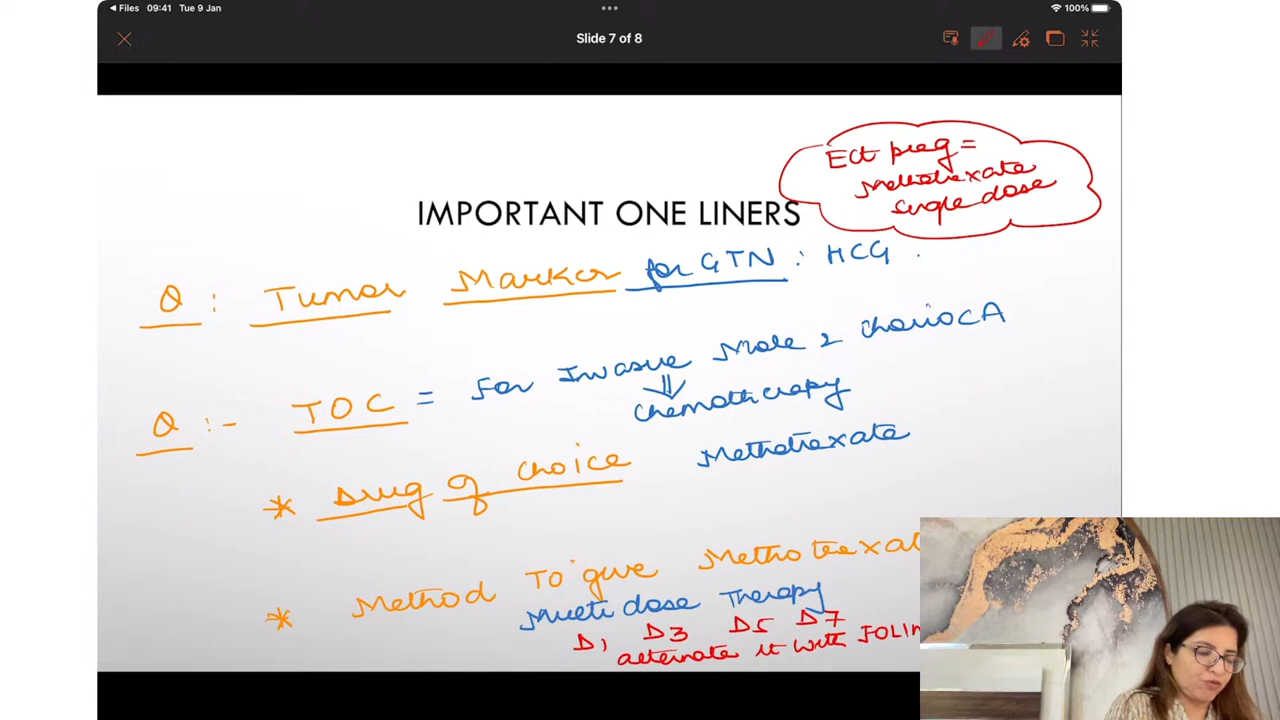 Files 09:41 Tue 9 Jan
100%
Slide 7 of 8
Ect preg =
Methotrexate
single dose
IMPORTANT ONE LINERS
Q : Tumor Marker for GTN : HCG .
Q :- TOC = For Invasive Mole & ChorioCA
⇓
Chemotherapy
* Drug of choice Methotrexate
* Method To give Methotrexat
Multi dose Therapy
D1 D3 D5 D7
alternate it with FOLIN